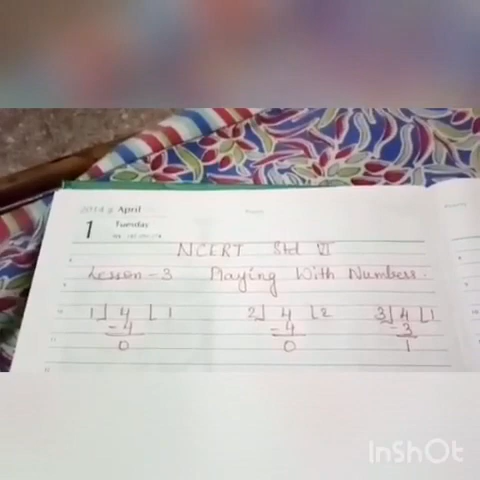 2014 April
1 Tuesday
NCERT Std VI
Lesson - 3 Playing With Numbers.
1 4 1 2 4 2 3 4 1
- 4 - 4 - 3
0 0 1
InShOt